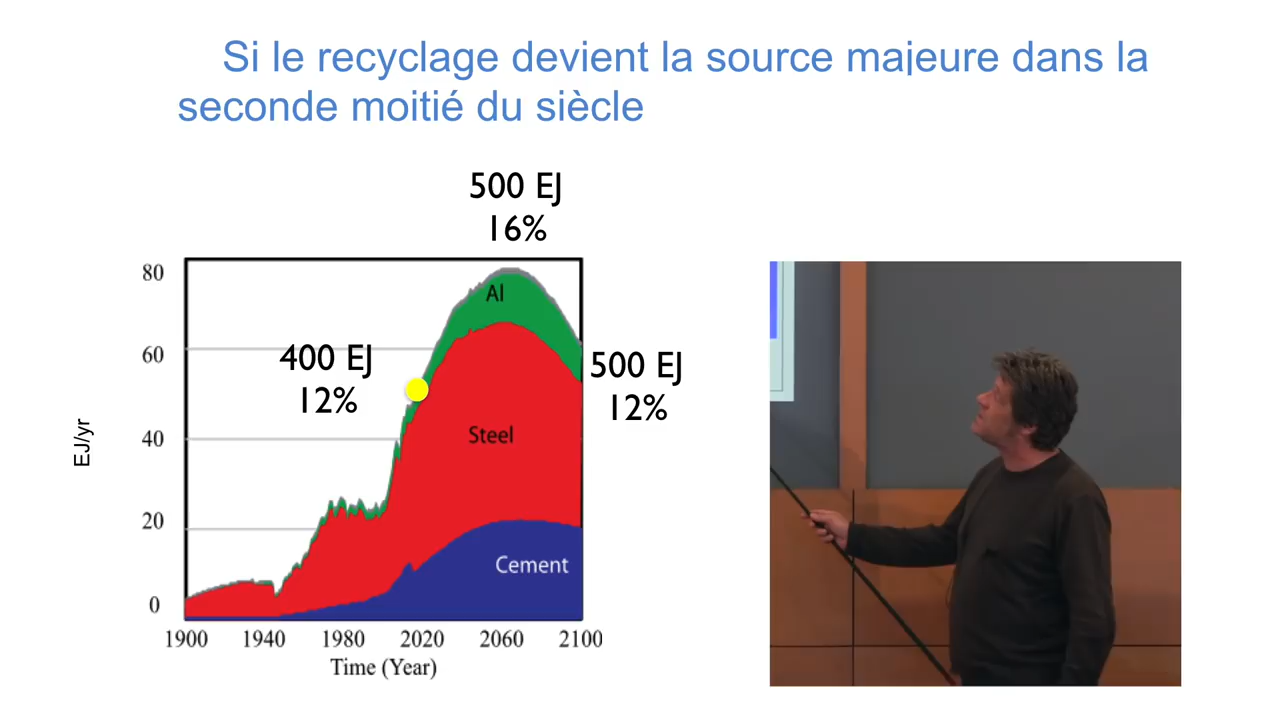 Si le recyclage devient la source majeure dans la
seconde moitié du siècle
500 EJ
16%
400 EJ
12%
500 EJ
12%
80
60
40
20
0
EJ/yr
Al
Steel
Cement
1900 1940 1980 2020 2060 2100
Time (Year)